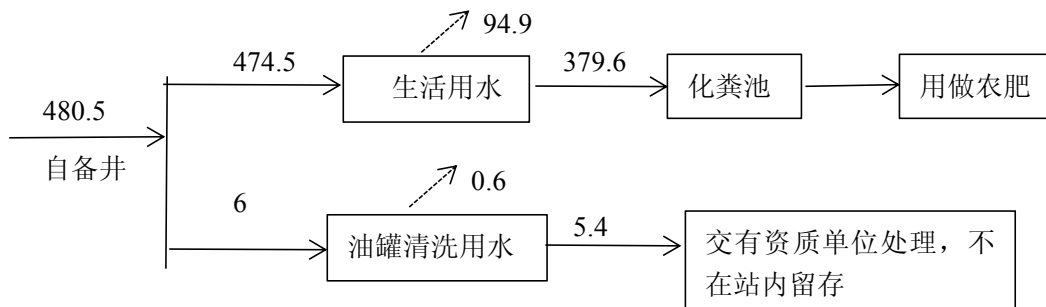 94.9
474.5
生活用水
379.6
化粪池
用做农肥
480.5
自备井
0.6
6
油罐清洗用水
5.4
交有资质单位处理，不
在站内留存